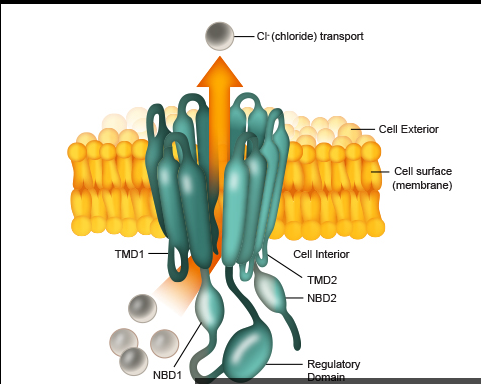 Cl⁻ (chloride) transport
Cell Exterior
Cell surface
(membrane)
TMD1
Cell Interior
TMD2
NBD2
NBD1
Regulatory
Domain